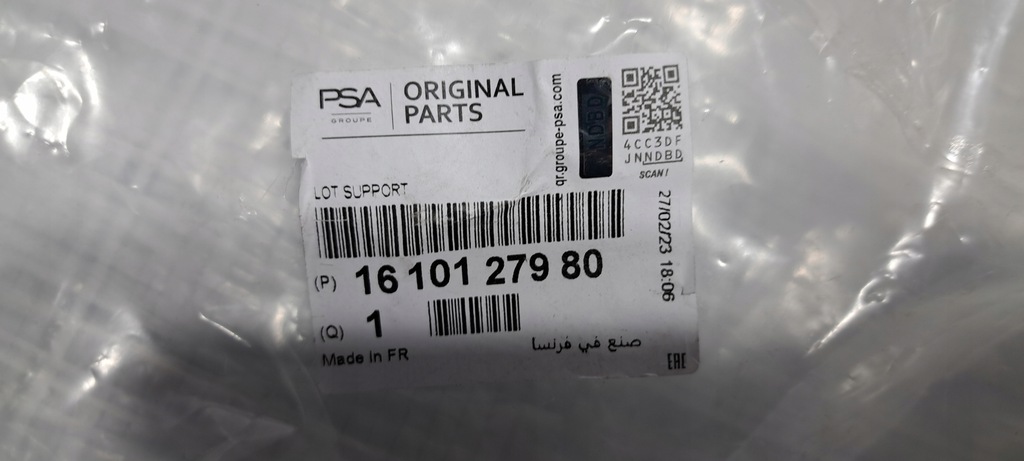 PSA
GROUPE
ORIGINAL
PARTS
qr.groupe-psa.com
NNDBD
4CC3DF
JNNDBD
SCAN!
LOT SUPPORT
27/02/23 18:06
(P) 16 101 279 80
(Q) 1
Made in FR
صنع في فرنسا
EAC